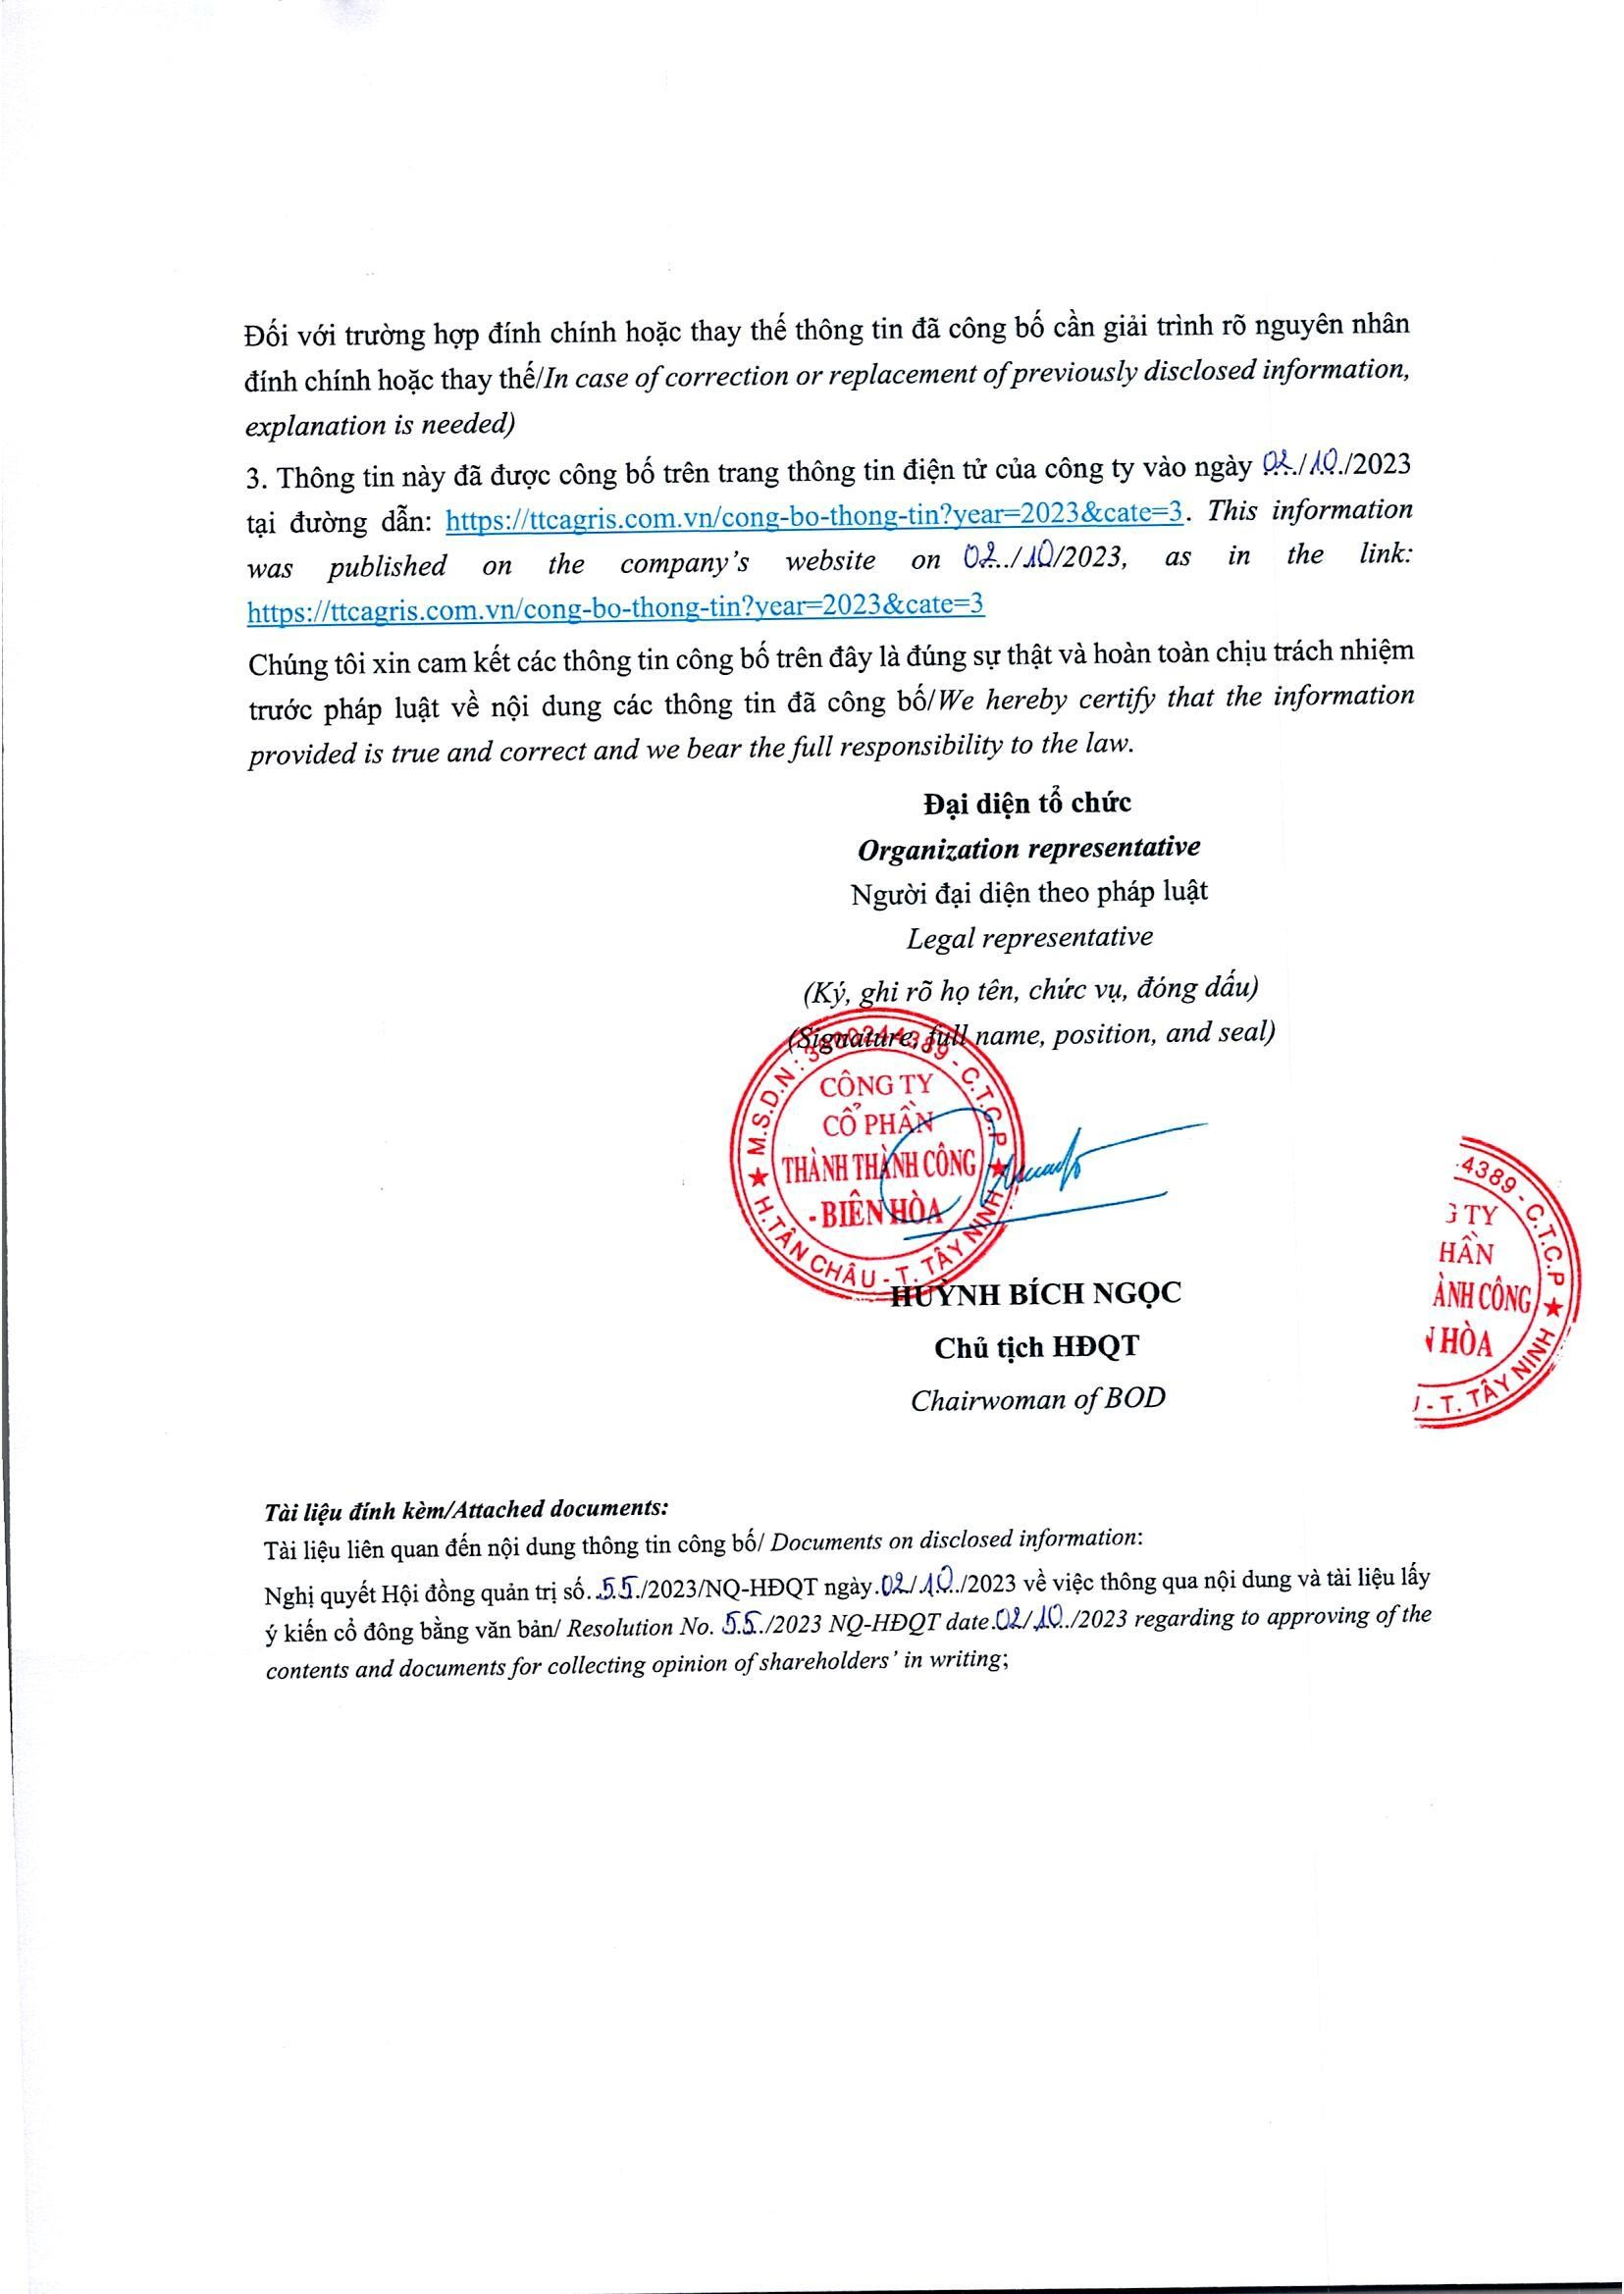 Đối với trường hợp đính chính hoặc thay thế thông tin đã công bố cần giải trình rõ nguyên nhân
đính chính hoặc thay thế/In case of correction or replacement of previously disclosed information,
explanation is needed)
3. Thông tin này đã được công bố trên trang thông tin điện tử của công ty vào ngày 02/10/2023
tại đường dẫn: https://ttcagris.com.vn/cong-bo-thong-tin?year=2023&cate=3. This information
was published on the company's website on 02/10/2023, as in the link:
https://ttcagris.com.vn/cong-bo-thong-tin?year=2023&cate=3
Chúng tôi xin cam kết các thông tin công bố trên đây là đúng sự thật và hoàn toàn chịu trách nhiệm
trước pháp luật về nội dung các thông tin đã công bố/We hereby certify that the information
provided is true and correct and we bear the full responsibility to the law.
Đại diện tổ chức
Organization representative
Người đại diện theo pháp luật
Legal representative
(Ký, ghi rõ họ tên, chức vụ, đóng dấu)
(Signature, full name, position, and seal)
M.S.D.N: 3900244389 - C.T.C.P
CÔNG TY
CỔ PHẦN
THÀNH THÀNH CÔNG
- BIÊN HÒA
H. TÂN CHÂU - T. TÂY NINH
4389 - C.T.C.P
G TY
HẦN
ÀNH CÔNG
N HÒA
U - T. TÂY NINH
HUỲNH BÍCH NGỌC
Chủ tịch HĐQT
Chairwoman of BOD
Tài liệu đính kèm/Attached documents:
Tài liệu liên quan đến nội dung thông tin công bố/ Documents on disclosed information:
Nghị quyết Hội đồng quản trị số 55/2023/NQ-HĐQT ngày 02/10/2023 về việc thông qua nội dung và tài liệu lấy
ý kiến cổ đông bằng văn bản/ Resolution No. 55/2023 NQ-HĐQT date 02/10/2023 regarding to approving of the
contents and documents for collecting opinion of shareholders' in writing;